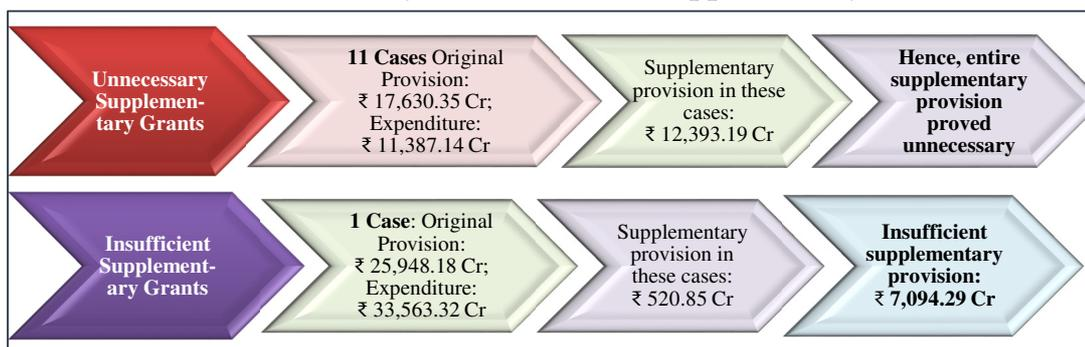 Unnecessary
Supplemen-
tary Grants
11 Cases Original
Provision:
₹ 17,630.35 Cr;
Expenditure:
₹ 11,387.14 Cr
Supplementary
provision in these
cases:
₹ 12,393.19 Cr
Hence, entire
supplementary
provision
proved
unnecessary
Insufficient
Supplement-
ary Grants
1 Case: Original
Provision:
₹ 25,948.18 Cr;
Expenditure:
₹ 33,563.32 Cr
Supplementary
provision in
these cases:
₹ 520.85 Cr
Insufficient
supplementary
provision:
₹ 7,094.29 Cr